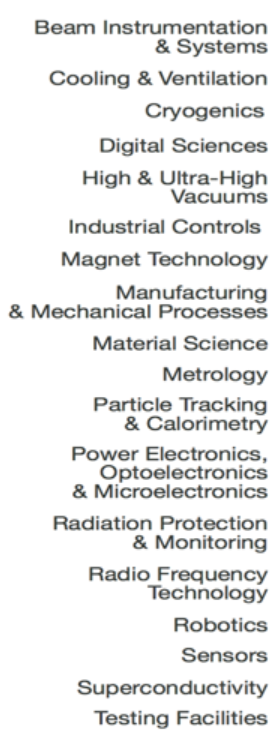 Beam Instrumentation
& Systems
Cooling & Ventilation
Cryogenics
Digital Sciences
High & Ultra-High
Vacuums
Industrial Controls
Magnet Technology
Manufacturing
& Mechanical Processes
Material Science
Metrology
Particle Tracking
& Calorimetry
Power Electronics,
Optoelectronics
& Microelectronics
Radiation Protection
& Monitoring
Radio Frequency
Technology
Robotics
Sensors
Superconductivity
Testing Facilities